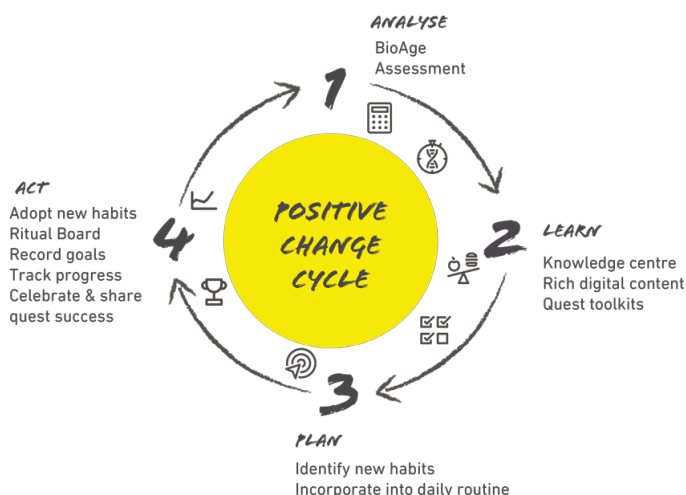 ANALYSE
BioAge
Assessment
1
2
LEARN
Knowledge centre
Rich digital content
Quest toolkits
3
PLAN
Identify new habits
Incorporate into daily routine
4
ACT
Adopt new habits
Ritual Board
Record goals
Track progress
Celebrate & share
quest success
POSITIVE
CHANGE
CYCLE